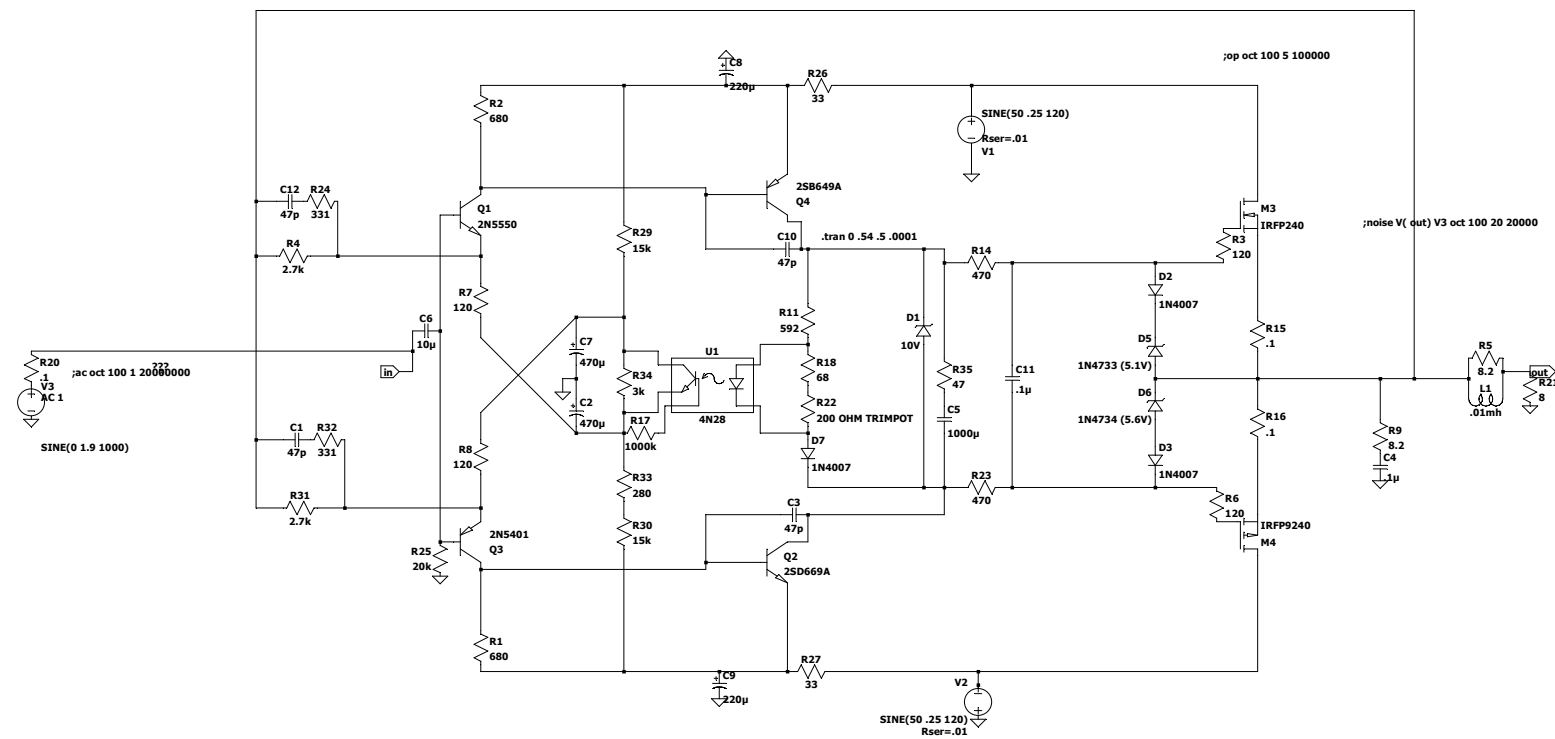 ;op oct 100 5 100000
C8
220µ
R26
33
R2
680
SINE(50 .25 120)
Rser=.01
V1
C12
47p
R24
331
Q1
2N5550
2SB649A
Q4
M3
IRFP240
R3
120
;noise V( out) V3 oct 100 20 20000
R4
2.7k
R29
15k
C10
47p
.tran 0 .54 .5 .0001
R14
470
D2
1N4007
R7
120
C6
10µ
R11
592
D1
10V
R15
.1
R20
.1
V3
AC 1
;ac oct 100 1 20000000
???
in
C7
470µ
U1
4N28
R34
3k
R18
68
R35
47
C11
.1µ
D5
1N4733 (5.1V)
R5
8.2
L1
.01mh
out
R21
8
C2
470µ
R17
1000k
R22
200 OHM TRIMPOT
C5
1000µ
D6
1N4734 (5.6V)
R16
.1
SINE(0 1.9 1000)
C1
47p
R32
331
R8
120
D7
1N4007
D3
1N4007
R9
8.2
C4
.1µ
R31
2.7k
R33
280
C3
47p
R23
470
R6
120
IRFP9240
M4
R25
20k
2N5401
Q3
R30
15k
Q2
2SD669A
R1
680
C9
220µ
R27
33
V2
SINE(50 .25 120)
Rser=.01